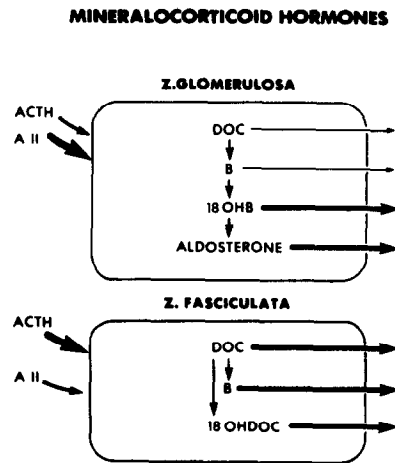 MINERALOCORTICOID HORMONES
Z.GLOMERULOSA
ACTH
A II
DOC
B
18 OHB
ALDOSTERONE
Z. FASCICULATA
ACTH
A II
DOC
B
18 OHDOC